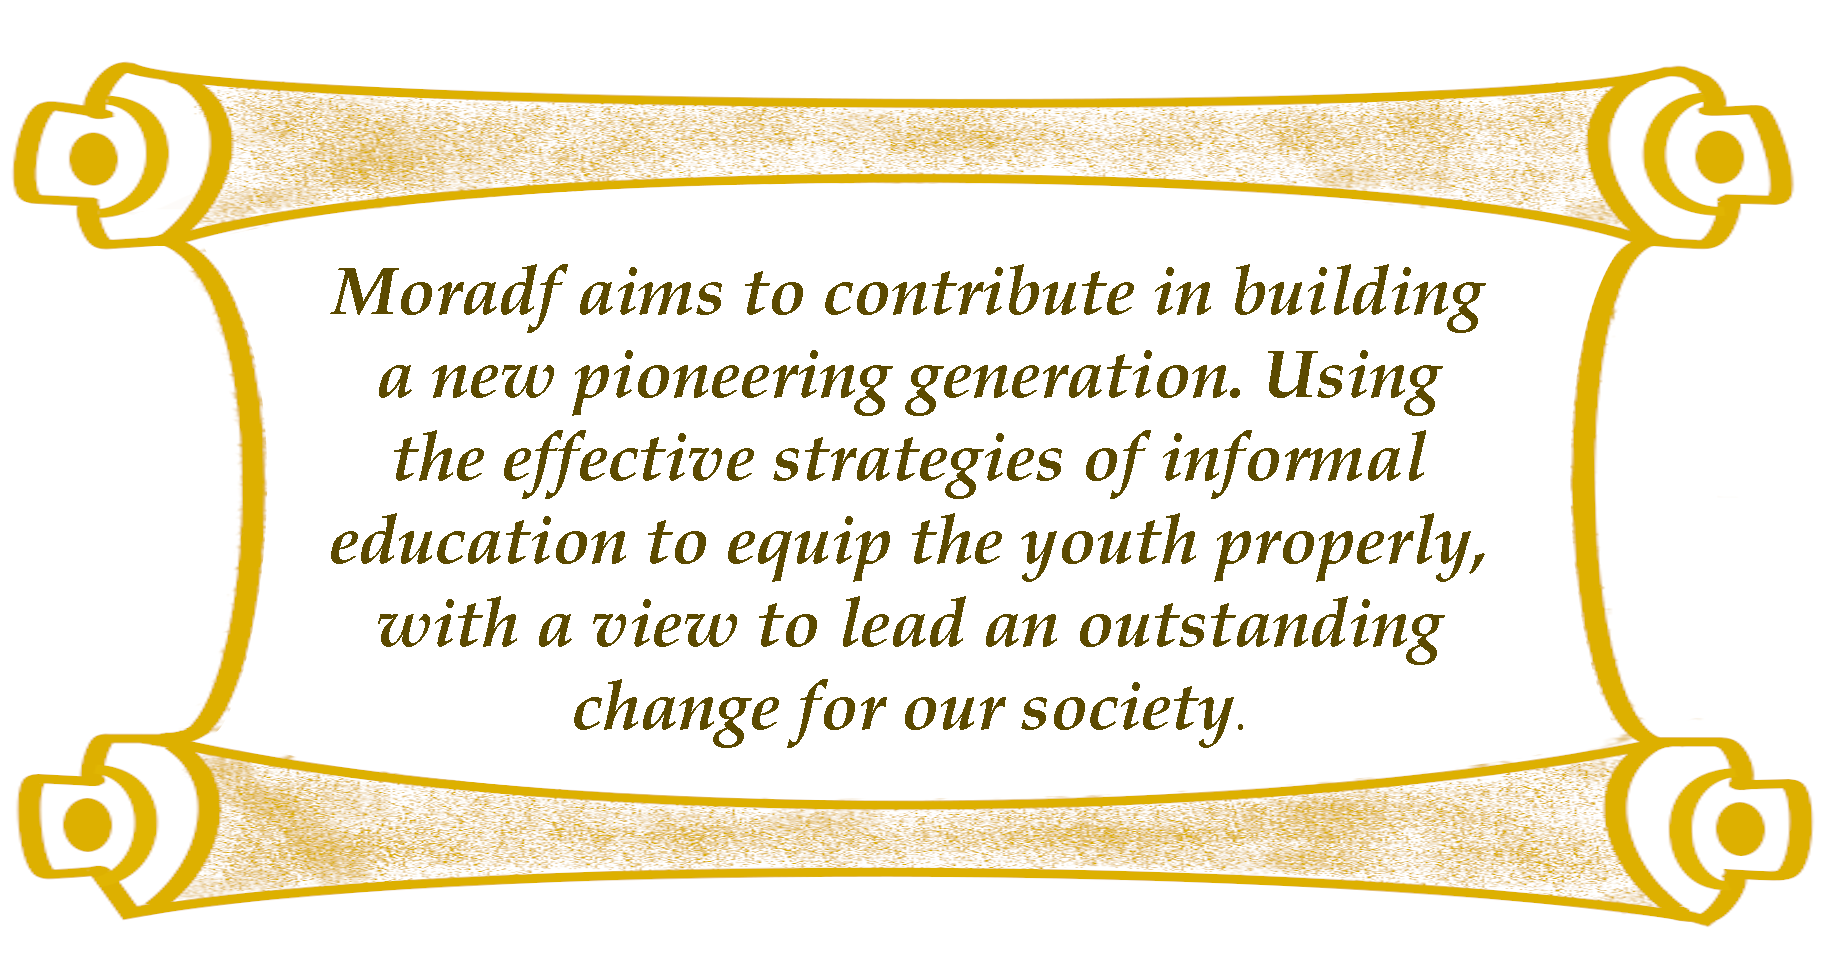 Moradf aims to contribute in building
a new pioneering generation. Using
the effective strategies of informal
education to equip the youth properly,
with a view to lead an outstanding
change for our society.